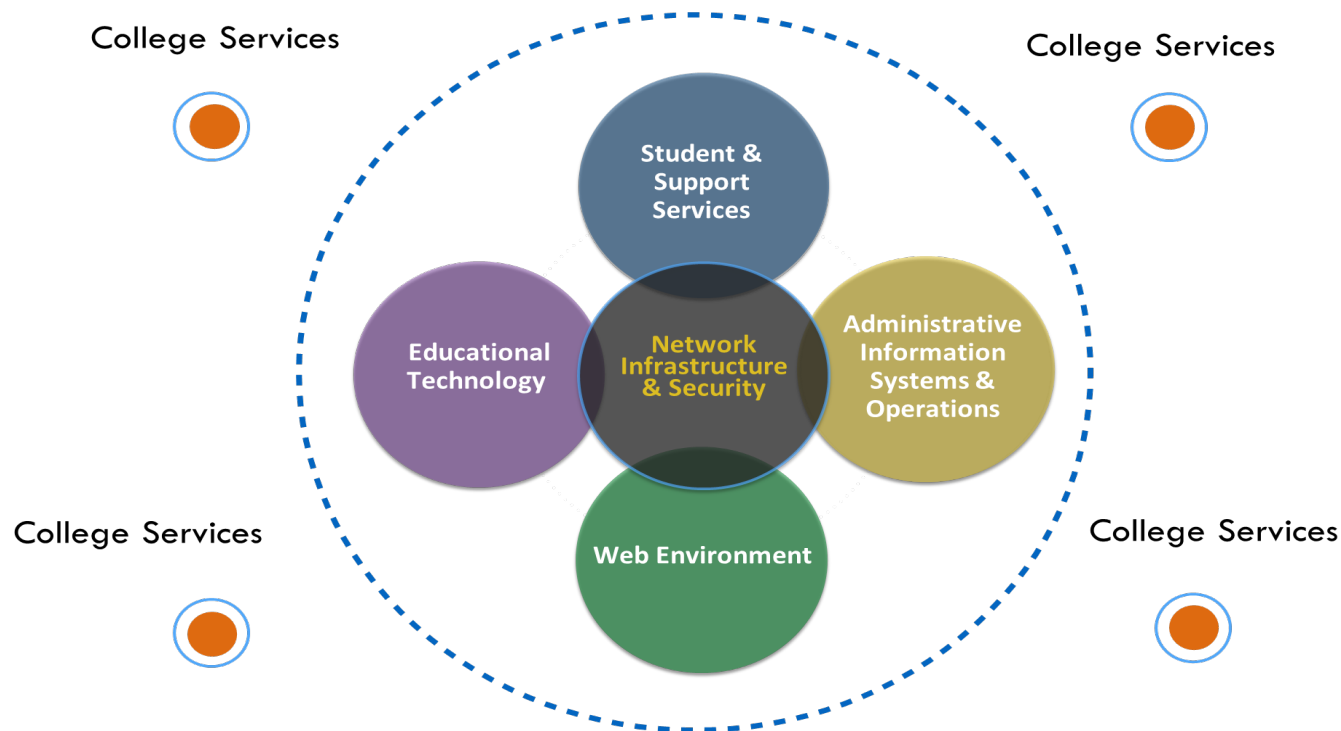 College Services
College Services
Student &
Support
Services
Educational
Technology
Network
Infrastructure
& Security
Administrative
Information
Systems &
Operations
College Services
Web Environment
College Services